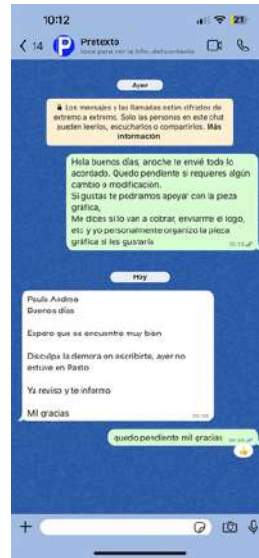 10:12
21
14
Pretexto
Ayer
Los mensajes y las llamadas están cifrados de
extremo a extremo. Solo las personas en este chat
pueden leerlos, escucharlos o compartirlos. Más
información
Hola buenos días, anoche te envié todo lo
acordado. Quedo pendiente si requieres algún
cambio o modificación.
Si gustas te podríamos apoyar con la pieza
gráfica,
Me dices si lo van a cobrar, enviarme el logo,
etc y yo personalmente organizo la pieza
gráfica si les gustaría
Hoy
Paula Andrea
Buenos días
Espero que se encuentre muy bien
Disculpa la demora en escribirte, ayer no
estuve en Pasto
Ya reviso y te informo
Mil gracias
quedo pendiente mil gracias